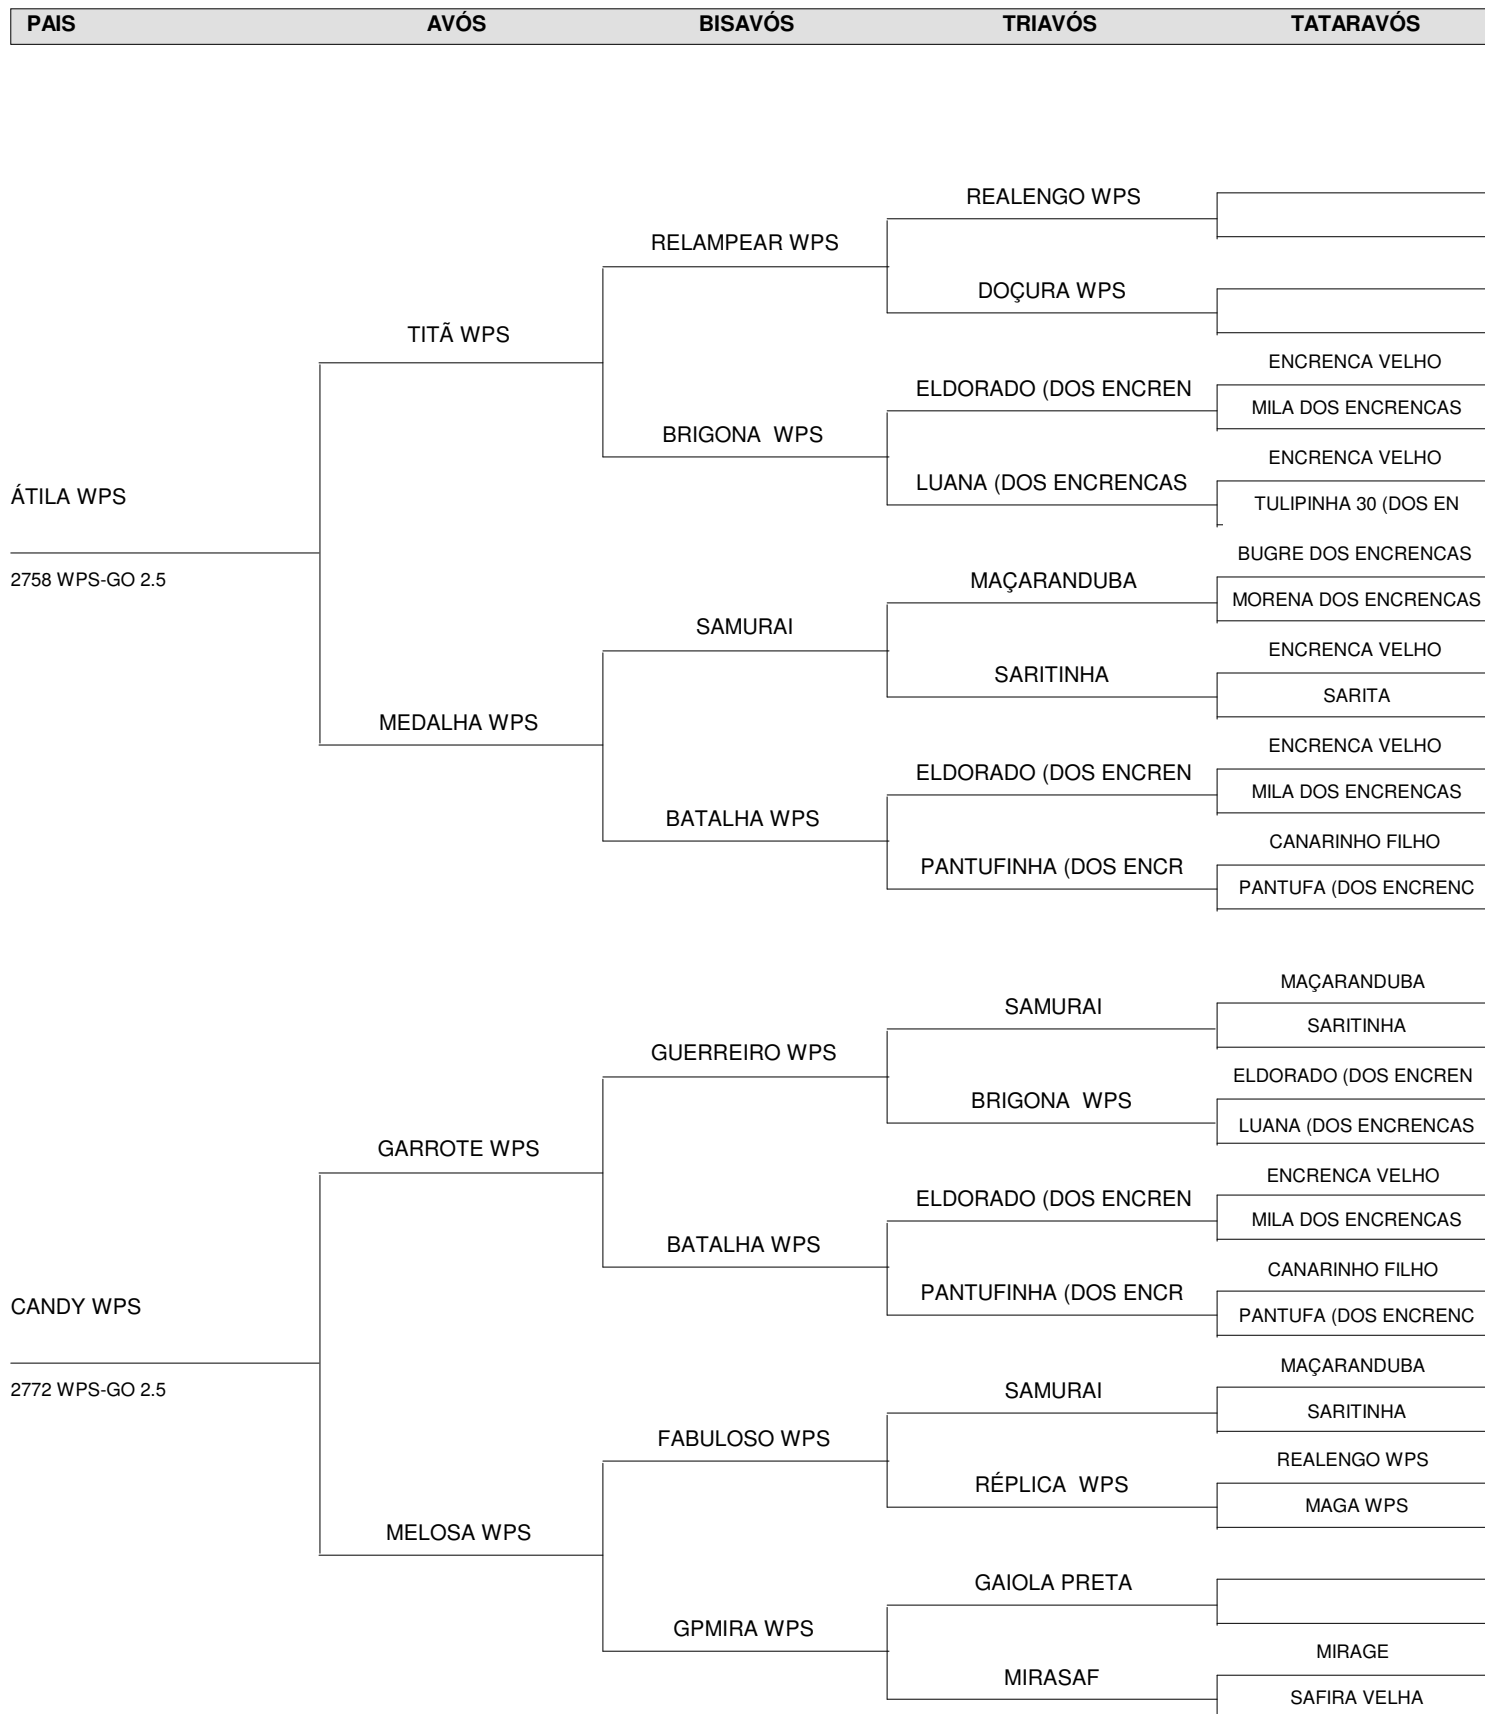 PAIS AVÓS BISAVÓS TRIAVÓS TATARAVÓS
REALENGO WPS
RELAMPEAR WPS
DOÇURA WPS
TITÃ WPS
ENCRENCA VELHO
ELDORADO (DOS ENCREN
MILA DOS ENCRENCAS
BRIGONA  WPS
ENCRENCA VELHO
LUANA (DOS ENCRENCAS
ÁTILA WPS
TULIPINHA 30 (DOS EN
BUGRE DOS ENCRENCAS
2758 WPS-GO 2.5
MAÇARANDUBA
MORENA DOS ENCRENCAS
SAMURAI
ENCRENCA VELHO
SARITINHA
SARITA
MEDALHA WPS
ENCRENCA VELHO
ELDORADO (DOS ENCREN
MILA DOS ENCRENCAS
BATALHA WPS
CANARINHO FILHO
PANTUFINHA (DOS ENCR
PANTUFA (DOS ENCRENC
MAÇARANDUBA
SAMURAI
SARITINHA
GUERREIRO WPS
ELDORADO (DOS ENCREN
BRIGONA  WPS
LUANA (DOS ENCRENCAS
GARROTE WPS
ENCRENCA VELHO
ELDORADO (DOS ENCREN
MILA DOS ENCRENCAS
BATALHA WPS
CANARINHO FILHO
PANTUFINHA (DOS ENCR
CANDY WPS
PANTUFA (DOS ENCRENC
MAÇARANDUBA
2772 WPS-GO 2.5
SAMURAI
SARITINHA
FABULOSO WPS
REALENGO WPS
RÉPLICA  WPS
MAGA WPS
MELOSA WPS
GAIOLA PRETA
GPMIRA WPS
MIRAGE
MIRASAF
SAFIRA VELHA